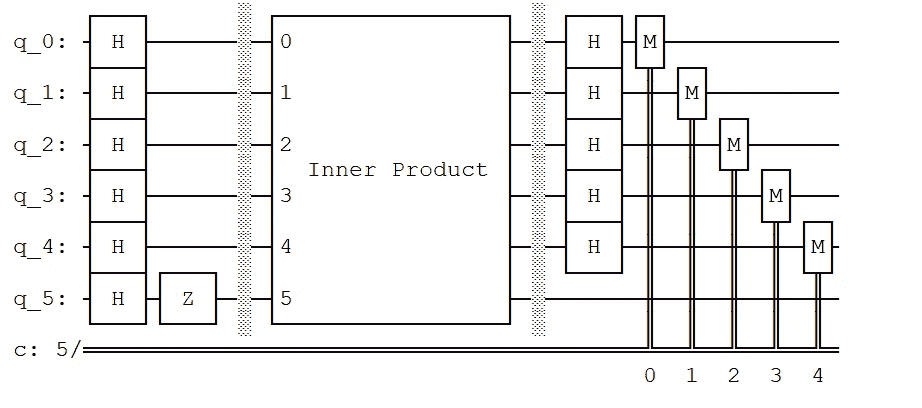 q_0: H 0 H M
q_1: H 1 H M
q_2: H 2 H M
Inner Product
q_3: H 3 H M
q_4: H 4 H M
q_5: H Z 5
c: 5/
0 1 2 3 4